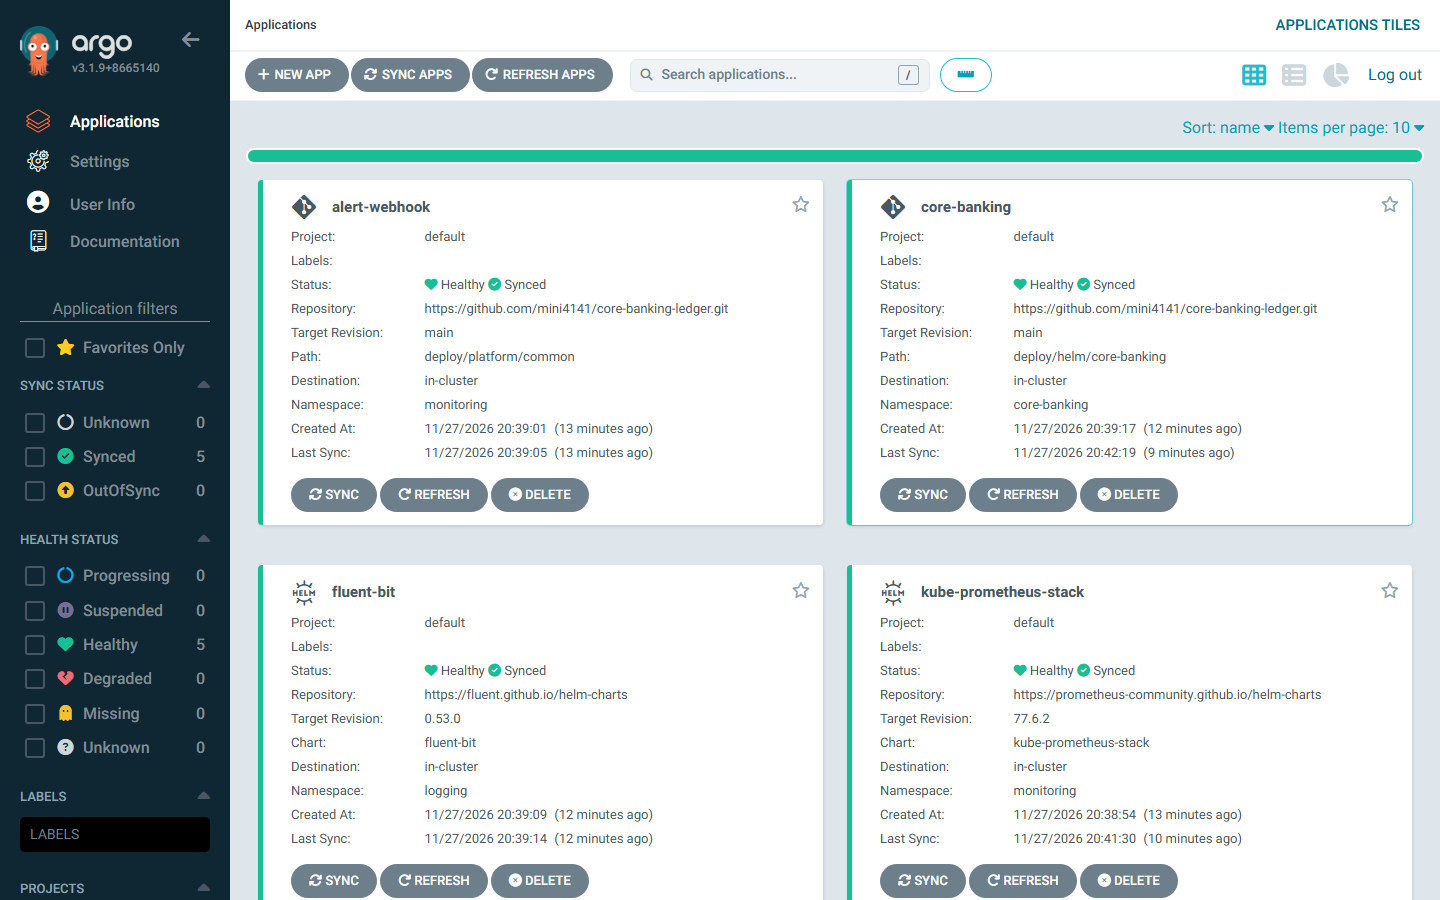 argo
v3.1.9+8665140
Applications
Settings
User Info
Documentation
Application filters
Favorites Only
SYNC STATUS
Unknown 0
Synced 5
OutOfSync 0
HEALTH STATUS
Progressing 0
Suspended 0
Healthy 5
Degraded 0
Missing 0
Unknown 0
LABELS
LABELS
PROJECTS
Applications
APPLICATIONS TILES
NEW APP
SYNC APPS
REFRESH APPS
Search applications...
/
Log out
Sort: name Items per page: 10
alert-webhook
Project: default
Labels:
Status: Healthy Synced
Repository: https://github.com/mini4141/core-banking-ledger.git
Target Revision: main
Path: deploy/platform/common
Destination: in-cluster
Namespace: monitoring
Created At: 11/27/2026 20:39:01 (13 minutes ago)
Last Sync: 11/27/2026 20:39:05 (13 minutes ago)
SYNC REFRESH DELETE
core-banking
Project: default
Labels:
Status: Healthy Synced
Repository: https://github.com/mini4141/core-banking-ledger.git
Target Revision: main
Path: deploy/helm/core-banking
Destination: in-cluster
Namespace: core-banking
Created At: 11/27/2026 20:39:17 (12 minutes ago)
Last Sync: 11/27/2026 20:42:19 (9 minutes ago)
SYNC REFRESH DELETE
HELM
fluent-bit
Project: default
Labels:
Status: Healthy Synced
Repository: https://fluent.github.io/helm-charts
Target Revision: 0.53.0
Chart: fluent-bit
Destination: in-cluster
Namespace: logging
Created At: 11/27/2026 20:39:09 (12 minutes ago)
Last Sync: 11/27/2026 20:39:14 (12 minutes ago)
SYNC REFRESH DELETE
HELM
kube-prometheus-stack
Project: default
Labels:
Status: Healthy Synced
Repository: https://prometheus-community.github.io/helm-charts
Target Revision: 77.6.2
Chart: kube-prometheus-stack
Destination: in-cluster
Namespace: monitoring
Created At: 11/27/2026 20:38:54 (13 minutes ago)
Last Sync: 11/27/2026 20:41:30 (10 minutes ago)
SYNC REFRESH DELETE